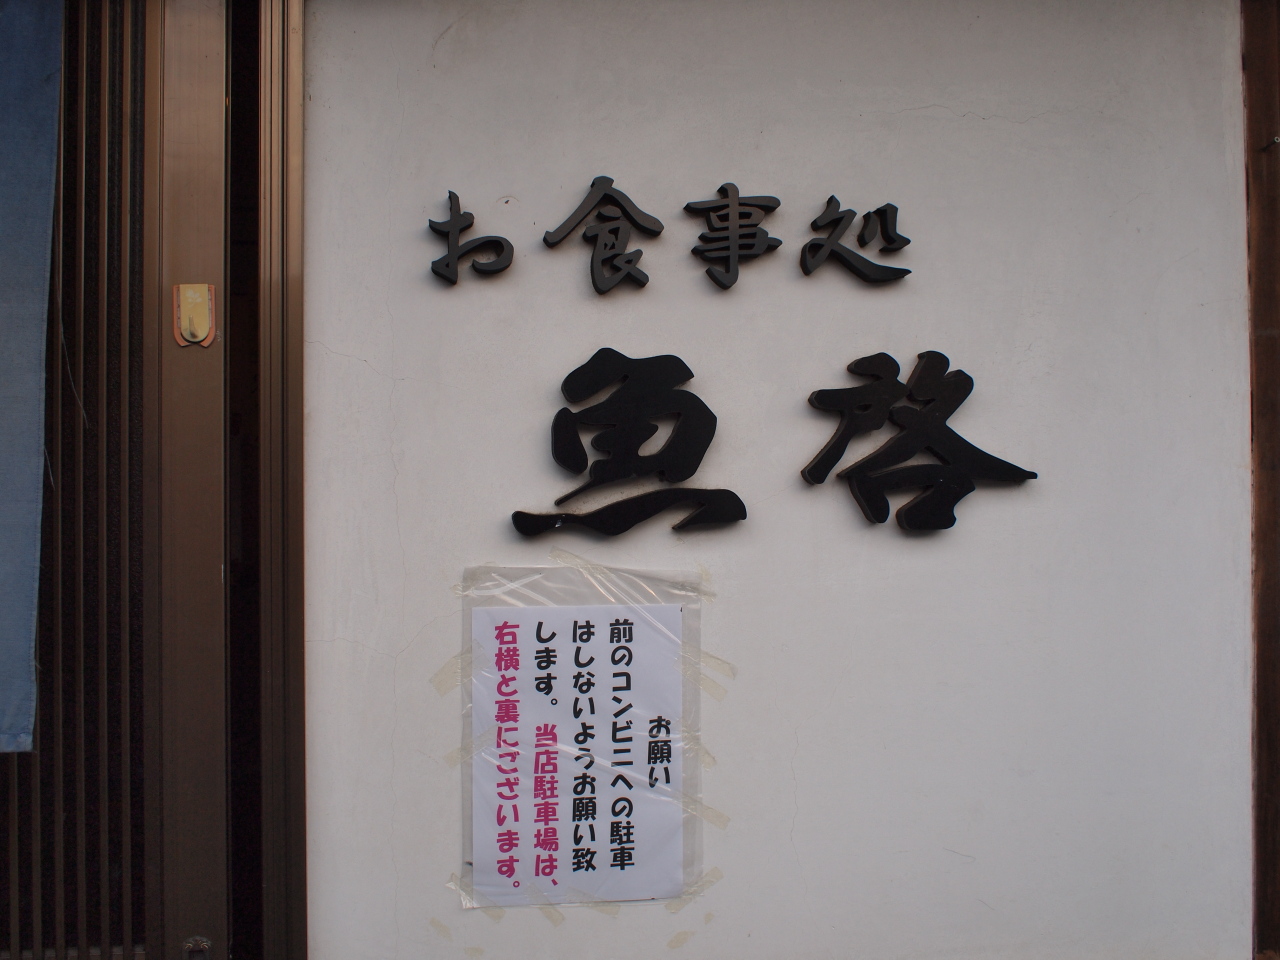 お食事処
魚啓
お願い
前のコンビニへの駐車
はしないようお願い致
します。当店駐車場は、
右横と裏にございます。